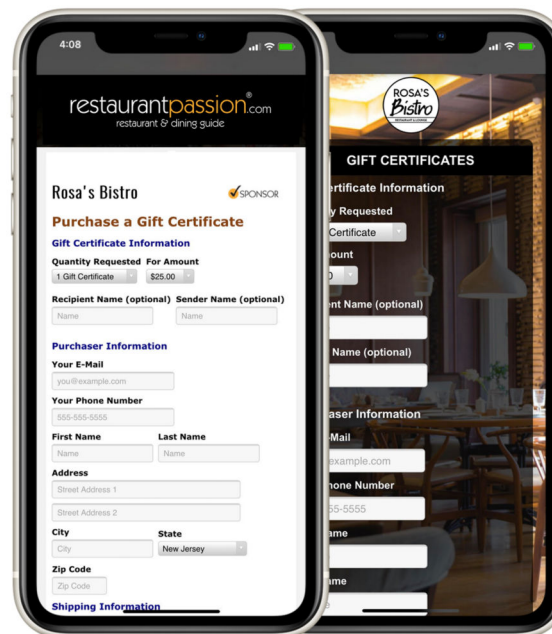 4:08
restaurantpassion®.com
restaurant & dining guide
Rosa's Bistro
SPONSOR
Purchase a Gift Certificate
Gift Certificate Information
Quantity Requested For Amount
1 Gift Certificate $25.00
Recipient Name (optional) Sender Name (optional)
Name Name
Purchaser Information
Your E-Mail
you@example.com
Your Phone Number
555-555-5555
First Name Last Name
Name Name
Address
Street Address 1
Street Address 2
City State
City New Jersey
Zip Code
Zip Code
Shipping Information
ROSA'S
Bistro
GIFT CERTIFICATES
ertificate Information
y Requested
Certificate
ount
0
ent Name (optional)
Name (optional)
aser Information
-Mail
example.com
hone Number
55-5555
ame
ame